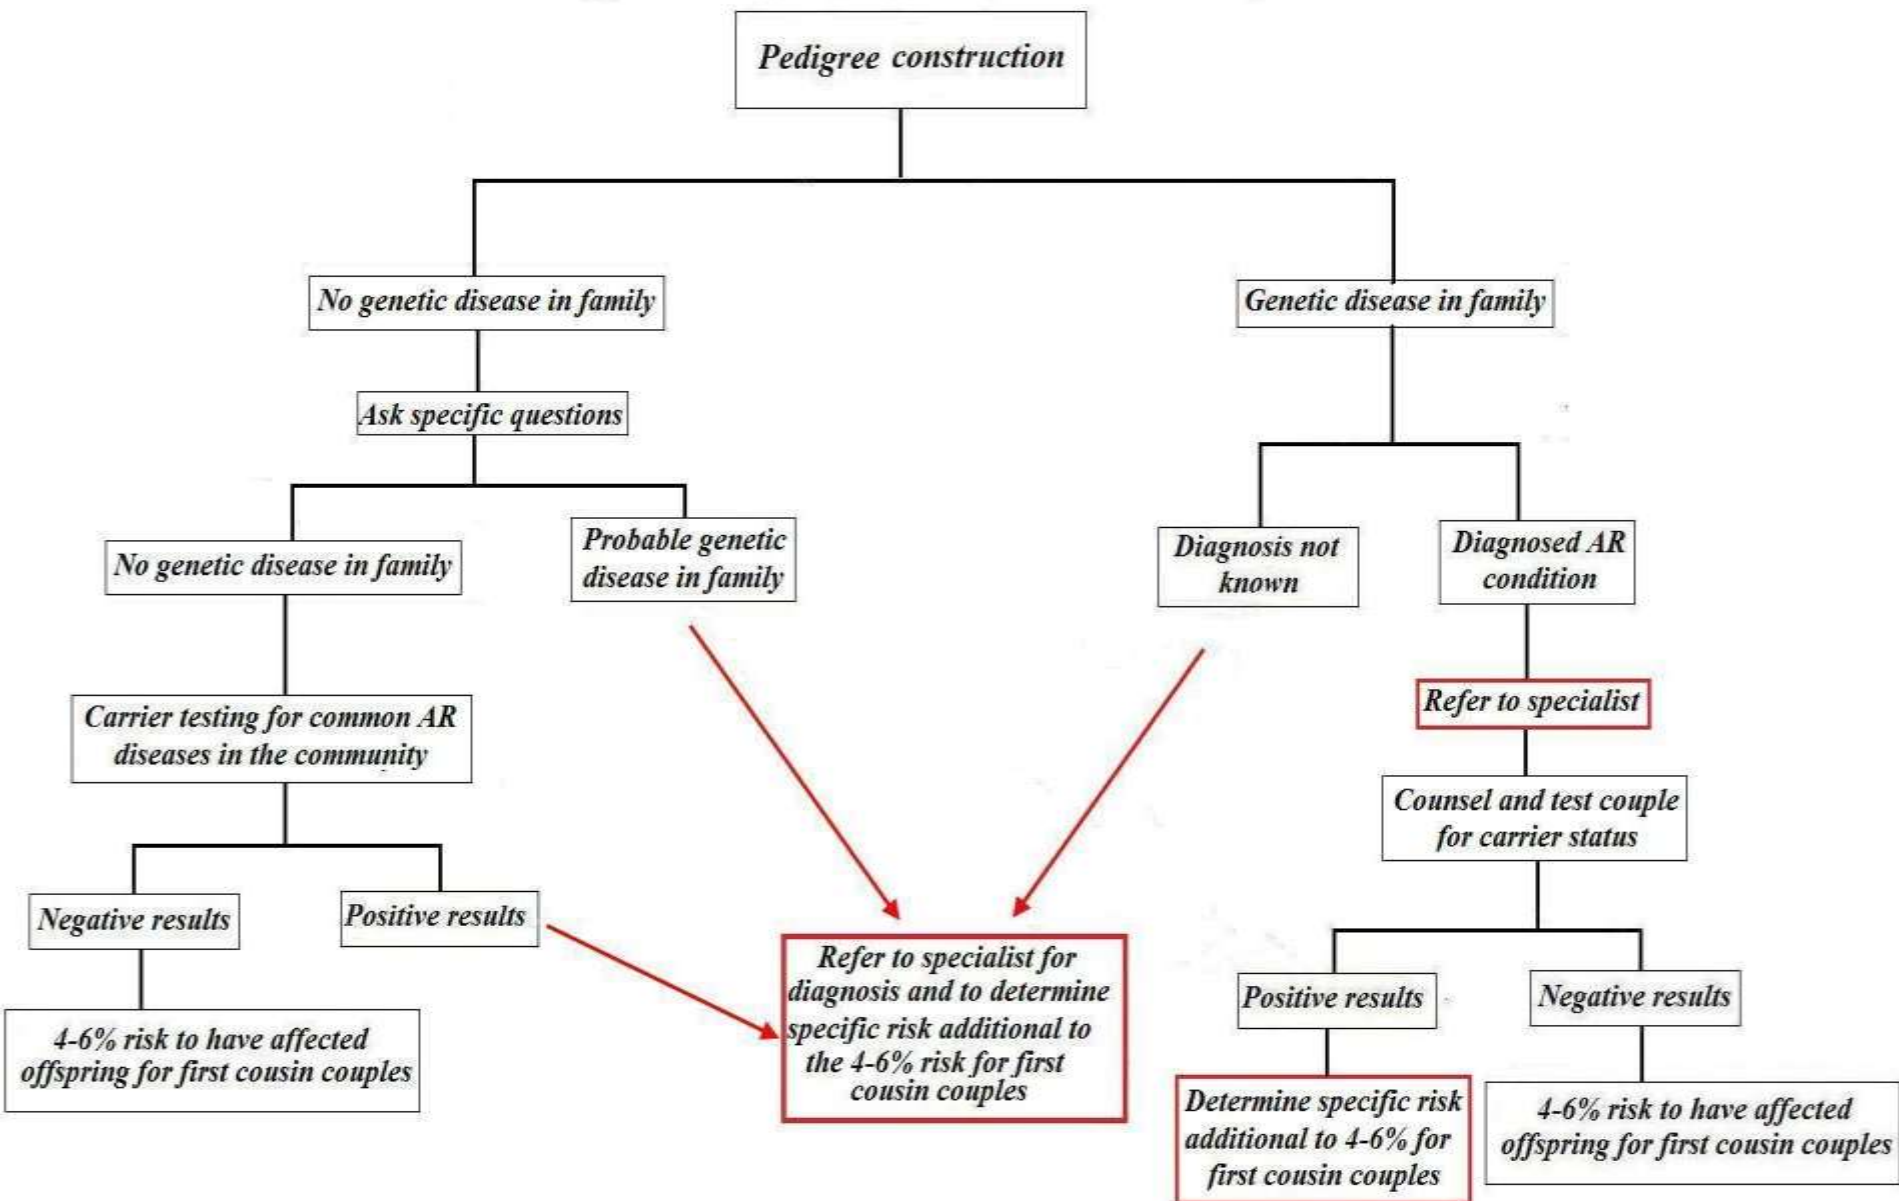 Pedigree construction
No genetic disease in family
Genetic disease in family
Ask specific questions
No genetic disease in family
Probable genetic
disease in family
Diagnosis not
known
Diagnosed AR
condition
Refer to specialist
Carrier testing for common AR
diseases in the community
Counsel and test couple
for carrier status
Negative results
Positive results
4-6% risk to have affected
offspring for first cousin couples
Refer to specialist for
diagnosis and to determine
specific risk additional to
the 4-6% risk for first
cousin couples
Positive results
Negative results
Determine specific risk
additional to 4-6% for
first cousin couples
4-6% risk to have affected
offspring for first cousin couples